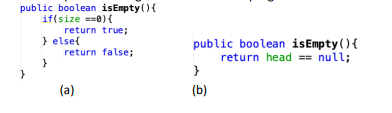 public boolean isEmpty(){
if(size ==0){
return true;
} else{
return false;
}
}
(a)
public boolean isEmpty(){
return head == null;
}
(b)